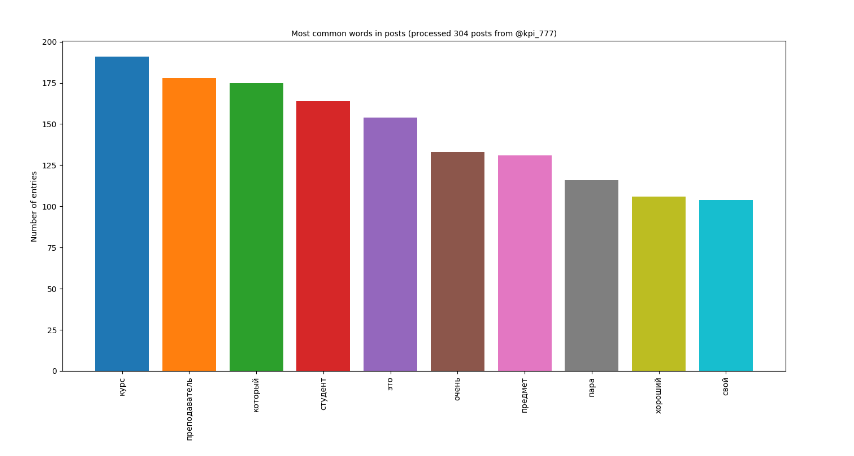 Most common words in posts (processed 304 posts from @kpi_777)
200
175
150
125
100
75
50
25
0
Number of entries
курс
преподаватель
который
студент
это
очень
предмет
пара
хороший
свой